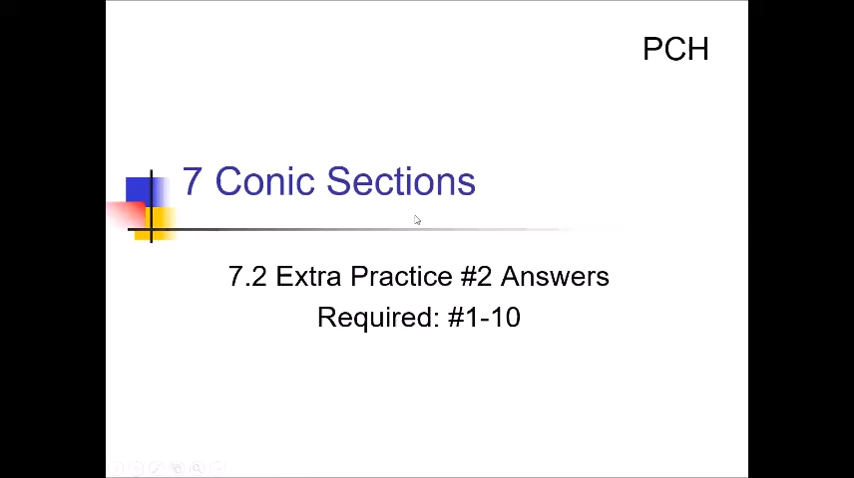 PCH
7 Conic Sections
7.2 Extra Practice #2 Answers
Required: #1-10